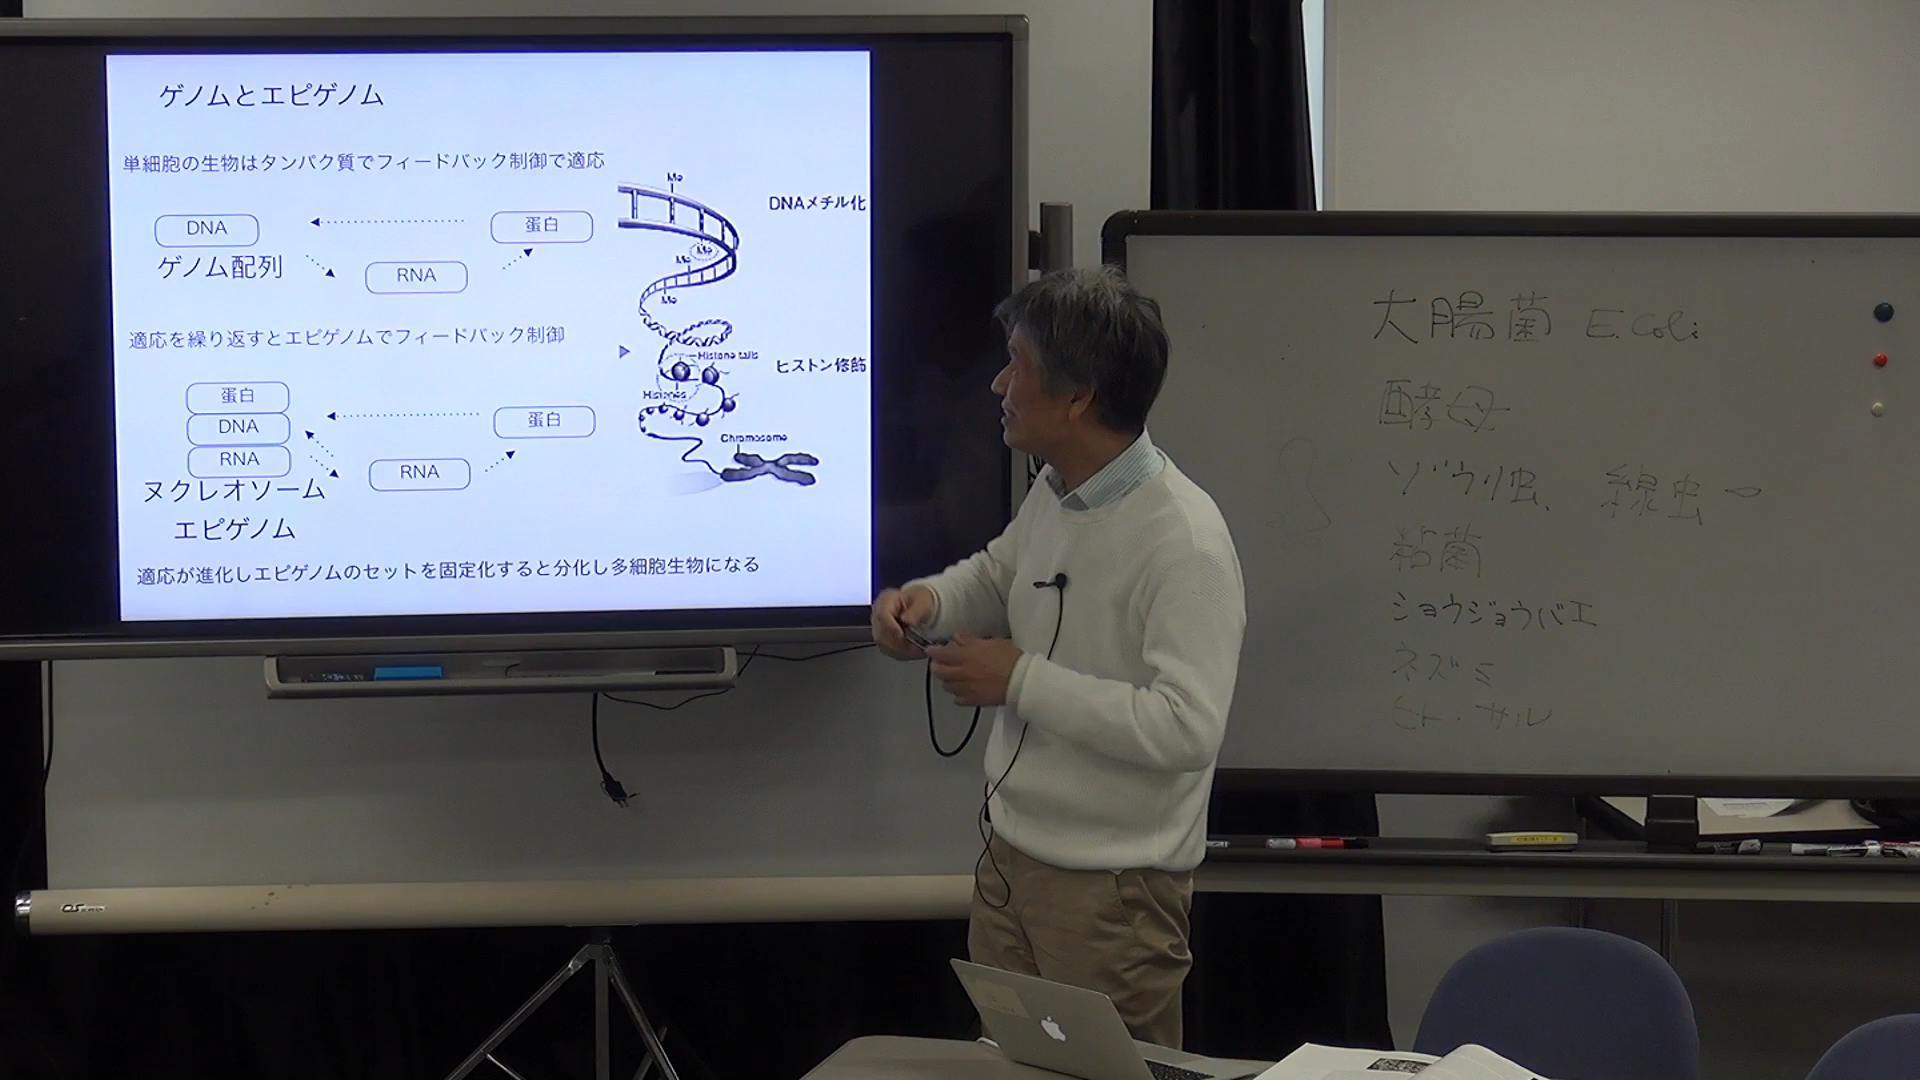 ゲノムとエピゲノム
単細胞の生物はタンパク質でフィードバック制御で適応
DNA
蛋白
ゲノム配列
RNA
適応を繰り返すとエピゲノムでフィードバック制御
蛋白
DNA
RNA
蛋白
RNA
ヌクレオソーム
エピゲノム
適応が進化しエピゲノムのセットを固定化すると分化し多細胞生物になる
Me
DNAメチル化
Me
Me
Me
Histone tails
ヒストン修飾
Histones
Chromosome
大腸菌 E.Coli
酵母
ゾウリ虫、 線虫
粘菌
ショウジョウバエ
ネズミ
ヒト・サル